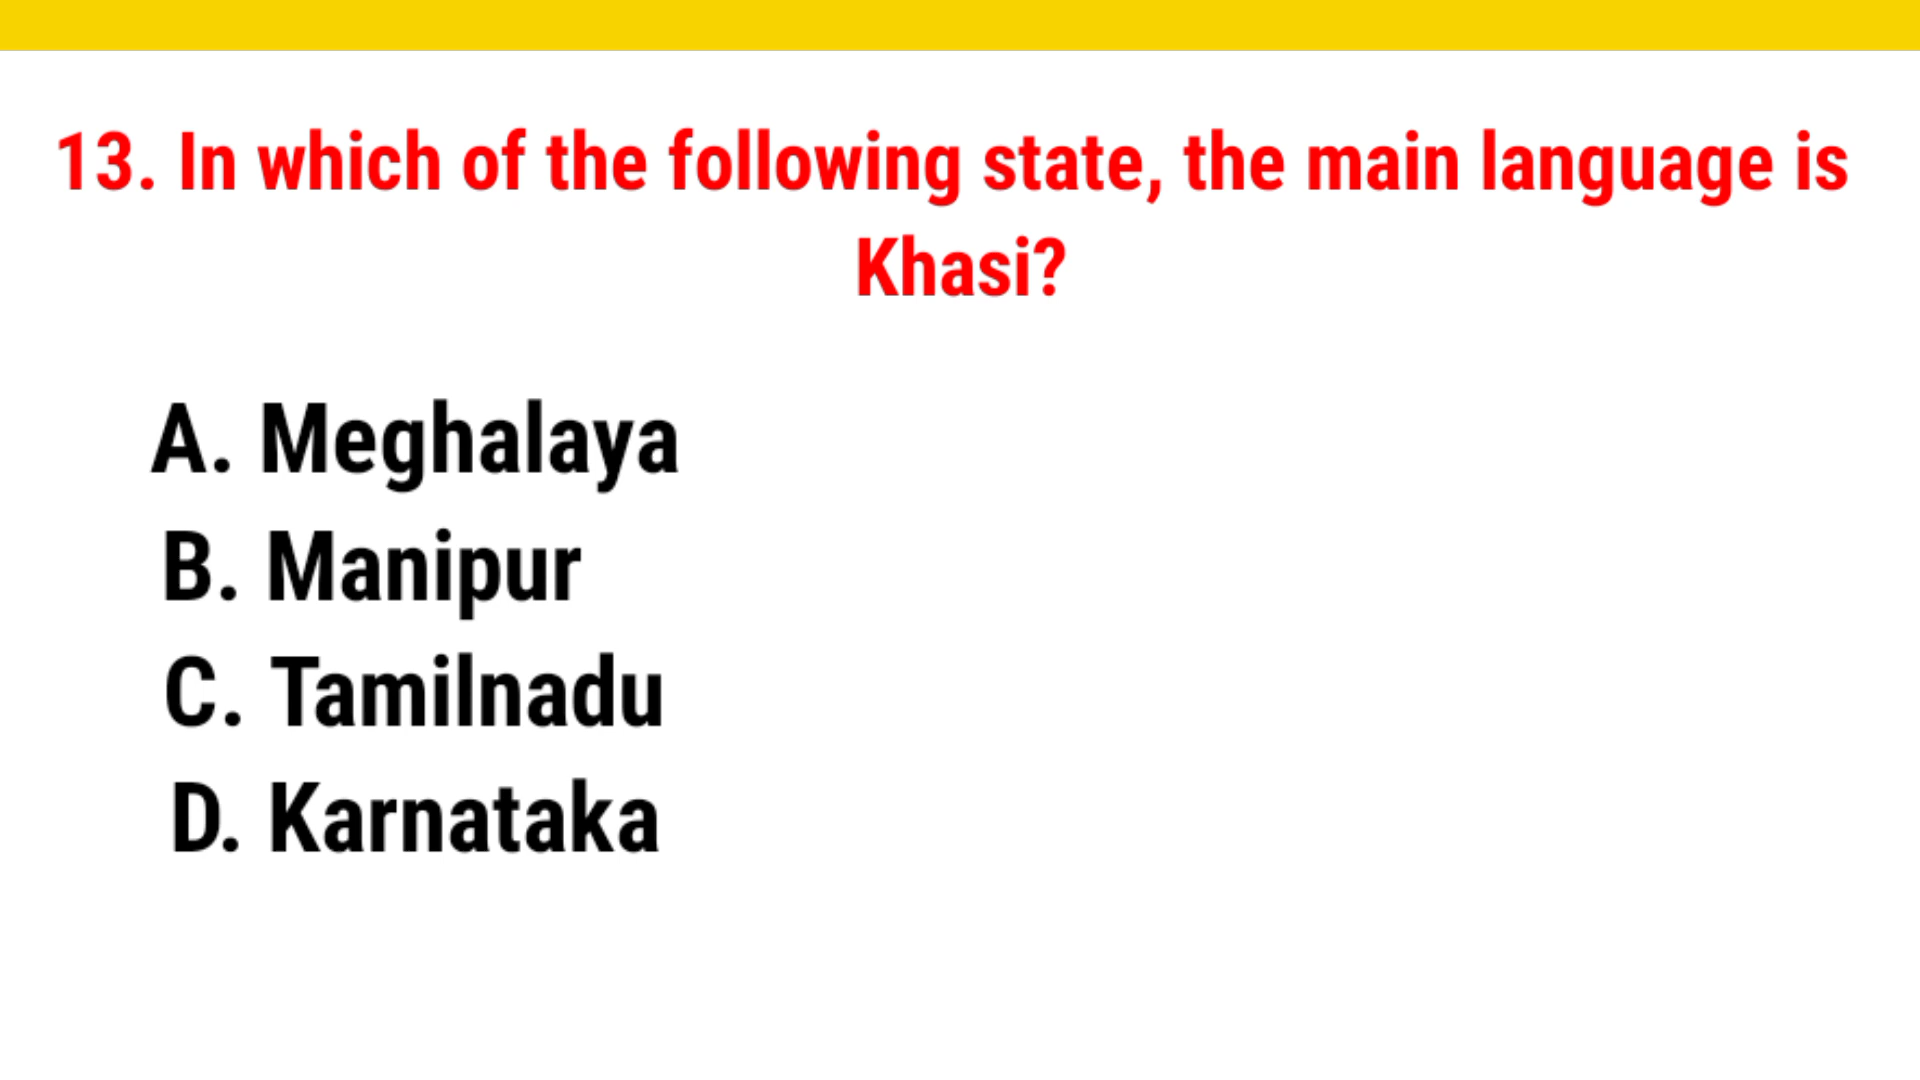 13. In which of the following state, the main language is
Khasi?
A. Meghalaya
B. Manipur
C. Tamilnadu
D. Karnataka